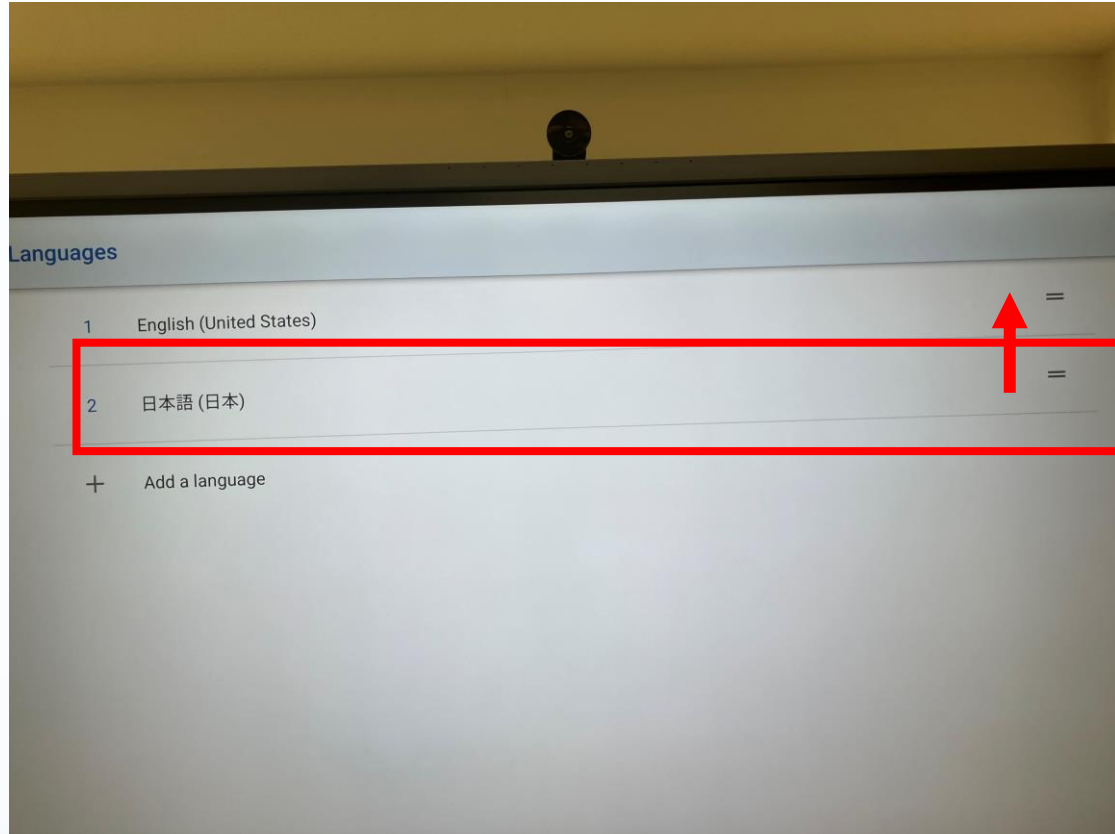 Languages
1 English (United States)
2 日本語 (日本)
Add a language